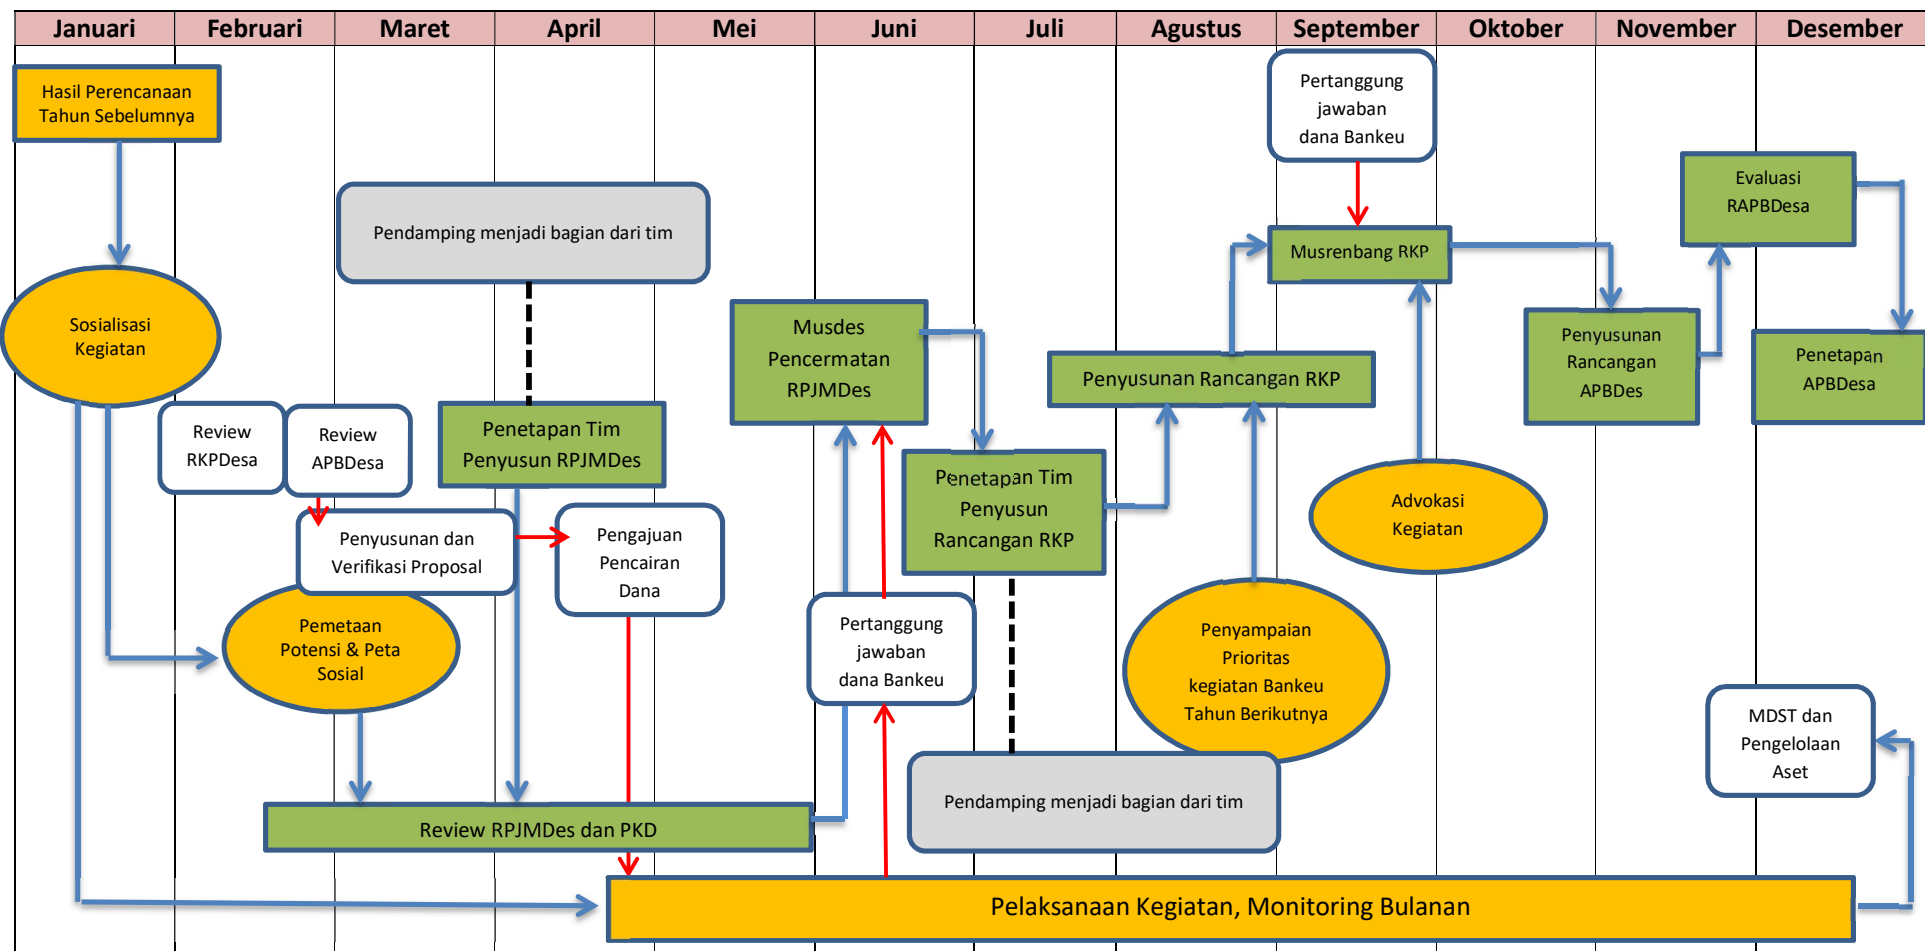 Januari
Februari
Maret
April
Mei
Juni
Juli
Agustus
September
Oktober
November
Desember
Hasil Perencanaan
Tahun Sebelumnya
Sosialisasi
Kegiatan
Review
RKPDesa
Review
APBDesa
Penyusunan dan
Verifikasi Proposal
Pemetaan
Potensi & Peta
Sosial
Pendamping menjadi bagian dari tim
Penetapan Tim
Penyusun RPJMDes
Pengajuan
Pencairan
Dana
Review RPJMDes dan PKD
Musdes
Pencermatan
RPJMDes
Pertanggung
jawaban
dana Bankeu
Penetapan Tim
Penyusun
Rancangan RKP
Pendamping menjadi bagian dari tim
Penyusunan Rancangan RKP
Penyampaian
Prioritas
kegiatan Bankeu
Tahun Berikutnya
Pertanggung
jawaban
dana Bankeu
Musrenbang RKP
Advokasi
Kegiatan
Penyusunan
Rancangan
APBDes
Evaluasi
RAPBDesa
Penetapan
APBDesa
MDST dan
Pengelolaan
Aset
Pelaksanaan Kegiatan, Monitoring Bulanan